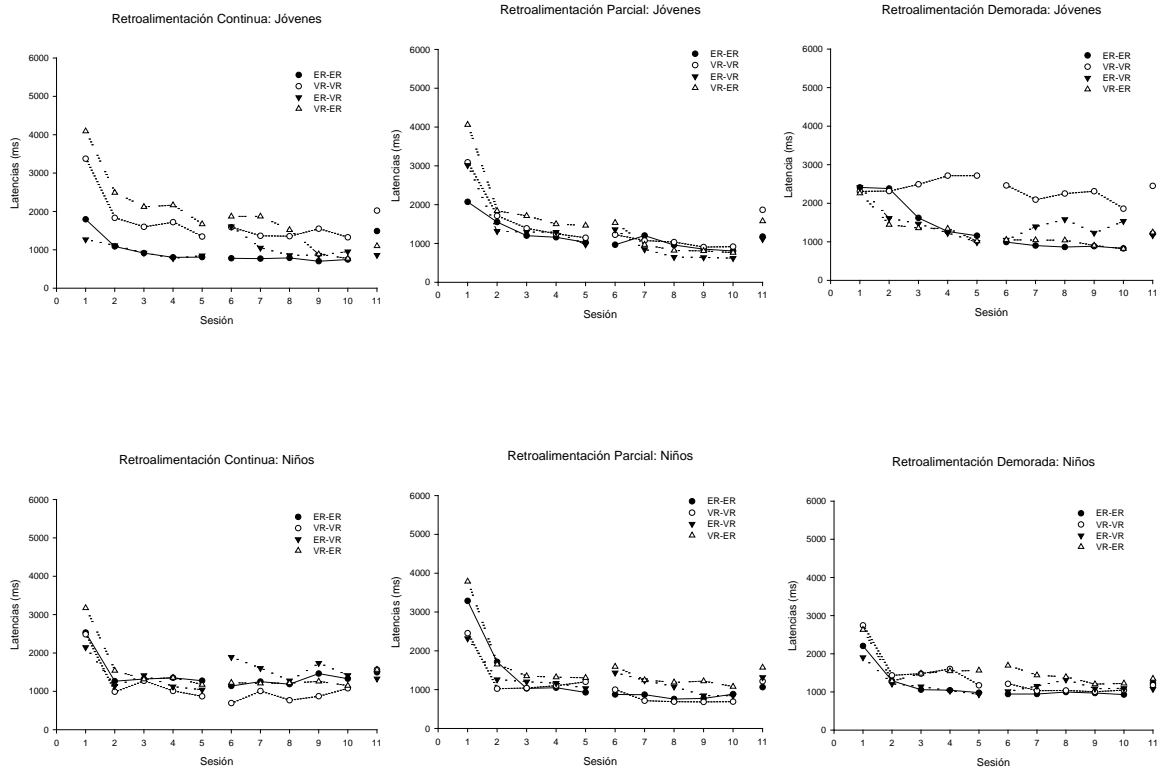 Retroalimentación Continua: Jóvenes
Latencias (ms)
6000
5000
4000
3000
2000
1000
0
ER-ER
VR-VR
ER-VR
VR-ER
0 1 2 3 4 5 6 7 8 9 10 11
Sesión
Retroalimentación Parcial: Jóvenes
Latencias (ms)
6000
5000
4000
3000
2000
1000
0
ER-ER
VR-VR
ER-VR
VR-ER
0 1 2 3 4 5 6 7 8 9 10 11
Sesión
Retroalimentación Demorada: Jóvenes
Latencia (ms)
6000
5000
4000
3000
2000
1000
0
ER-ER
VR-VR
ER-VR
VR-ER
0 1 2 3 4 5 6 7 8 9 10 11
Sesión
Retroalimentación Continua: Niños
Latencias (ms)
6000
5000
4000
3000
2000
1000
0
ER-ER
VR-VR
ER-VR
VR-ER
0 1 2 3 4 5 6 7 8 9 10 11
Sesión
Retroalimentación Parcial: Niños
Latencias (ms)
6000
5000
4000
3000
2000
1000
0
ER-ER
VR-VR
ER-VR
VR-ER
0 1 2 3 4 5 6 7 8 9 10 11
Sesión
Retroalimentación Demorada: Niños
Latencias (ms)
6000
5000
4000
3000
2000
1000
0
ER-ER
VR-VR
ER-VR
VR-ER
0 1 2 3 4 5 6 7 8 9 10 11
Sesión